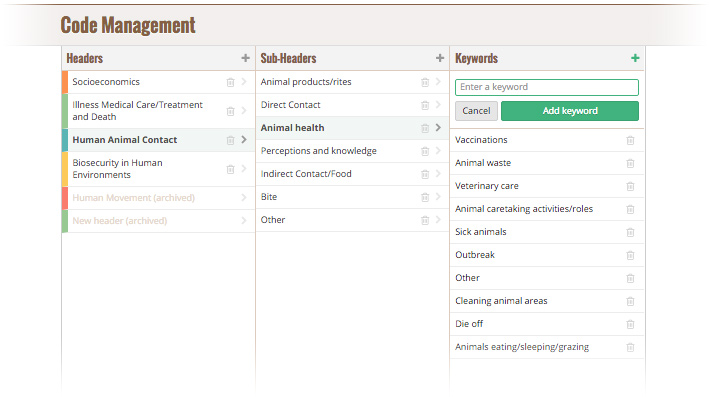 Code Management
Headers
Socioeconomics
Illness Medical Care/Treatment
and Death
Human Animal Contact
Biosecurity in Human
Environments
Human Movement (archived)
New header (archived)
Sub-Headers
Animal products/rites
Direct Contact
Animal health
Perceptions and knowledge
Indirect Contact/Food
Bite
Other
Keywords
Enter a keyword
Cancel
Add keyword
Vaccinations
Animal waste
Veterinary care
Animal caretaking activities/roles
Sick animals
Outbreak
Other
Cleaning animal areas
Die off
Animals eating/sleeping/grazing